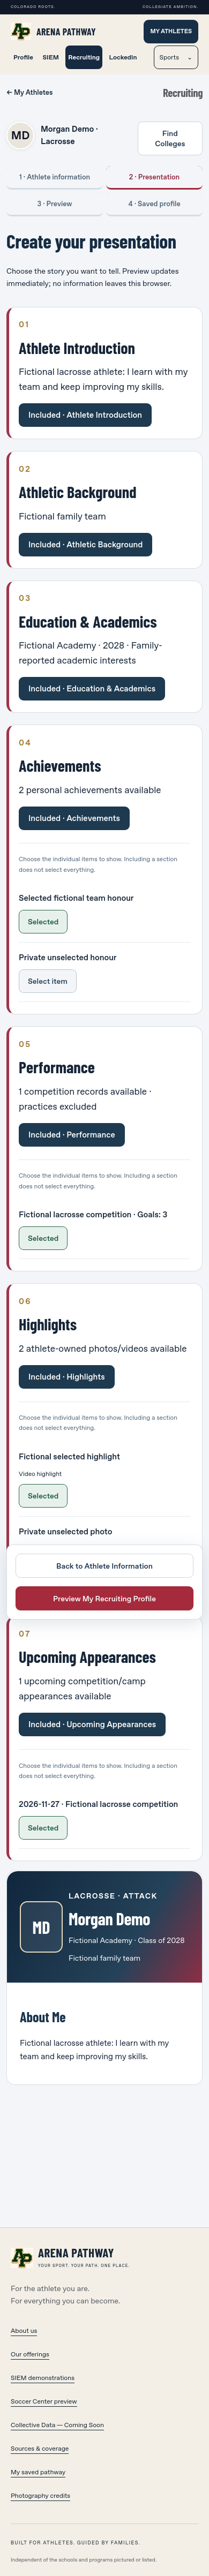 COLORADO ROOTS.
COLLEGIATE AMBITION.
AP
ARENA PATHWAY
MY ATHLETES
Profile
SIEM
Recruiting
LockedIn
Sports
← My Athletes
Recruiting
MD
Morgan Demo ·
Lacrosse
Find
Colleges
1 · Athlete information
2 · Presentation
3 · Preview
4 · Saved profile
Create your presentation
Choose the story you want to tell. Preview updates
immediately; no information leaves this browser.
01
Athlete Introduction
Fictional lacrosse athlete: I learn with my
team and keep improving my skills.
Included · Athlete Introduction
02
Athletic Background
Fictional family team
Included · Athletic Background
03
Education & Academics
Fictional Academy · 2028 · Family-
reported academic interests
Included · Education & Academics
04
Achievements
2 personal achievements available
Included · Achievements
Choose the individual items to show. Including a section
does not select everything.
Selected fictional team honour
Selected
Private unselected honour
Select item
05
Performance
1 competition records available ·
practices excluded
Included · Performance
Choose the individual items to show. Including a section
does not select everything.
Fictional lacrosse competition · Goals: 3
Selected
06
Highlights
2 athlete-owned photos/videos available
Included · Highlights
Choose the individual items to show. Including a section
does not select everything.
Fictional selected highlight
Video highlight
Selected
Private unselected photo
Back to Athlete Information
Preview My Recruiting Profile
07
Upcoming Appearances
1 upcoming competition/camp
appearances available
Included · Upcoming Appearances
Choose the individual items to show. Including a section
does not select everything.
2026-11-27 · Fictional lacrosse competition
Selected
MD
LACROSSE · ATTACK
Morgan Demo
Fictional Academy · Class of 2028
Fictional family team
About Me
Fictional lacrosse athlete: I learn with my
team and keep improving my skills.
AP
ARENA PATHWAY
YOUR SPORT. YOUR PATH. ONE PLACE.
For the athlete you are.
For everything you can become.
About us
Our offerings
SIEM demonstrations
Soccer Center preview
Collective Data — Coming Soon
Sources & coverage
My saved pathway
Photography credits
BUILT FOR ATHLETES. GUIDED BY FAMILIES.
Independent of the schools and programs pictured or listed.